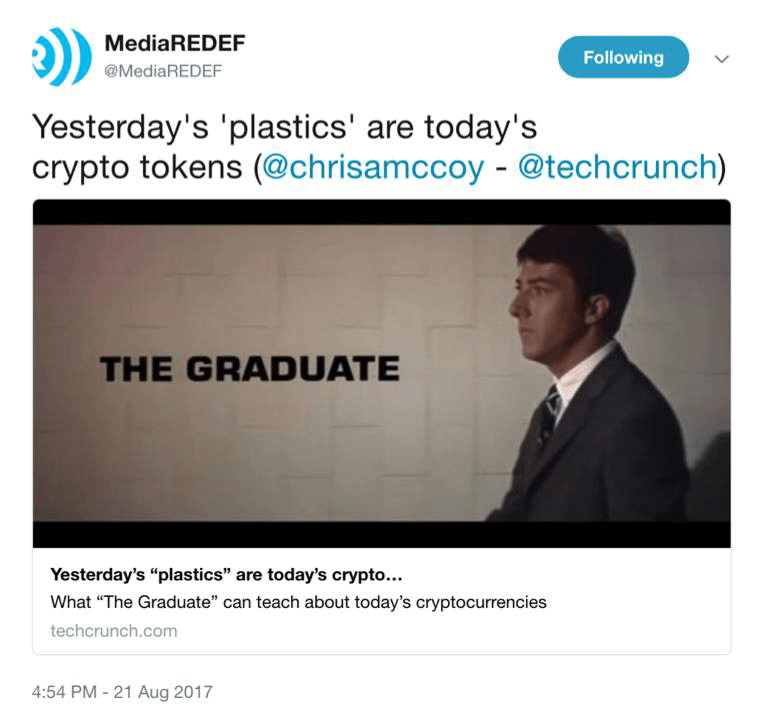 MediaREDEF
@MediaREDEF
Following
Yesterday's 'plastics' are today's
crypto tokens (@chrisamccoy - @techcrunch)
THE GRADUATE
Yesterday’s “plastics” are today’s crypto…
What “The Graduate” can teach about today’s cryptocurrencies
techcrunch.com
4:54 PM - 21 Aug 2017